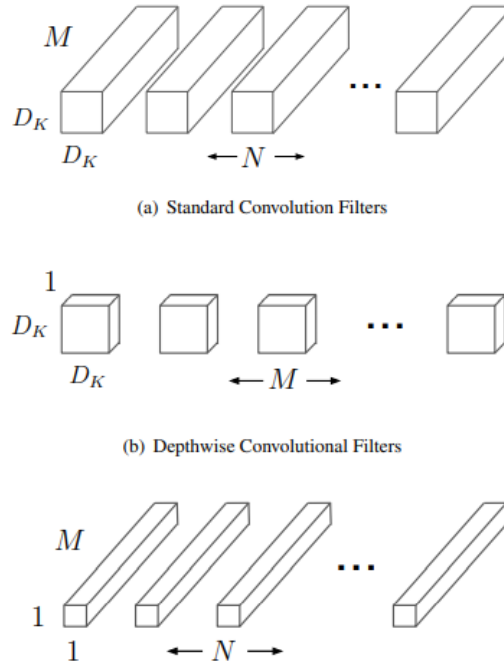 M
D_K
D_K
N
...
(a) Standard Convolution Filters
1
D_K
D_K
M
...
(b) Depthwise Convolutional Filters
M
1
1
N
...